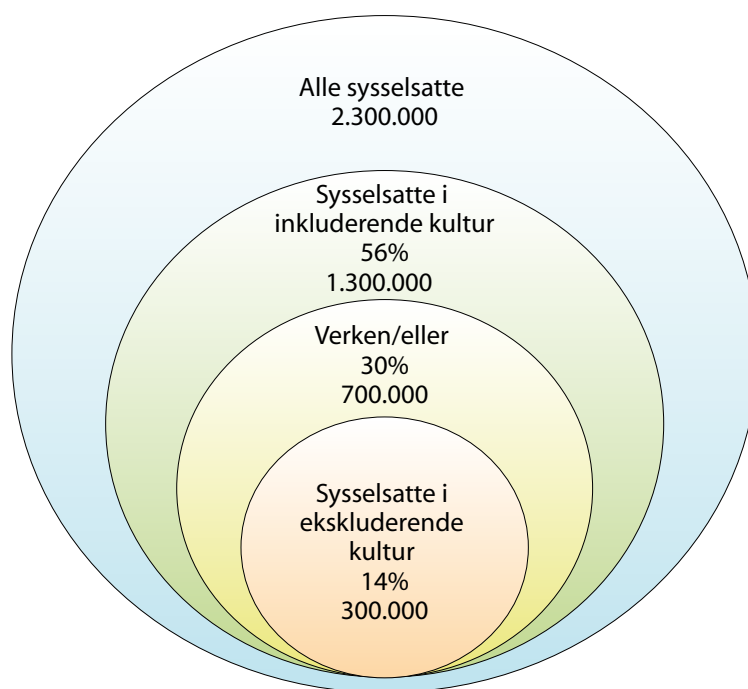 Alle sysselsatte
2.300.000
Sysselsatte i
inkluderende kultur
56%
1.300.000
Verken/eller
30%
700.000
Sysselsatte i
ekskluderende
kultur
14%
300.000